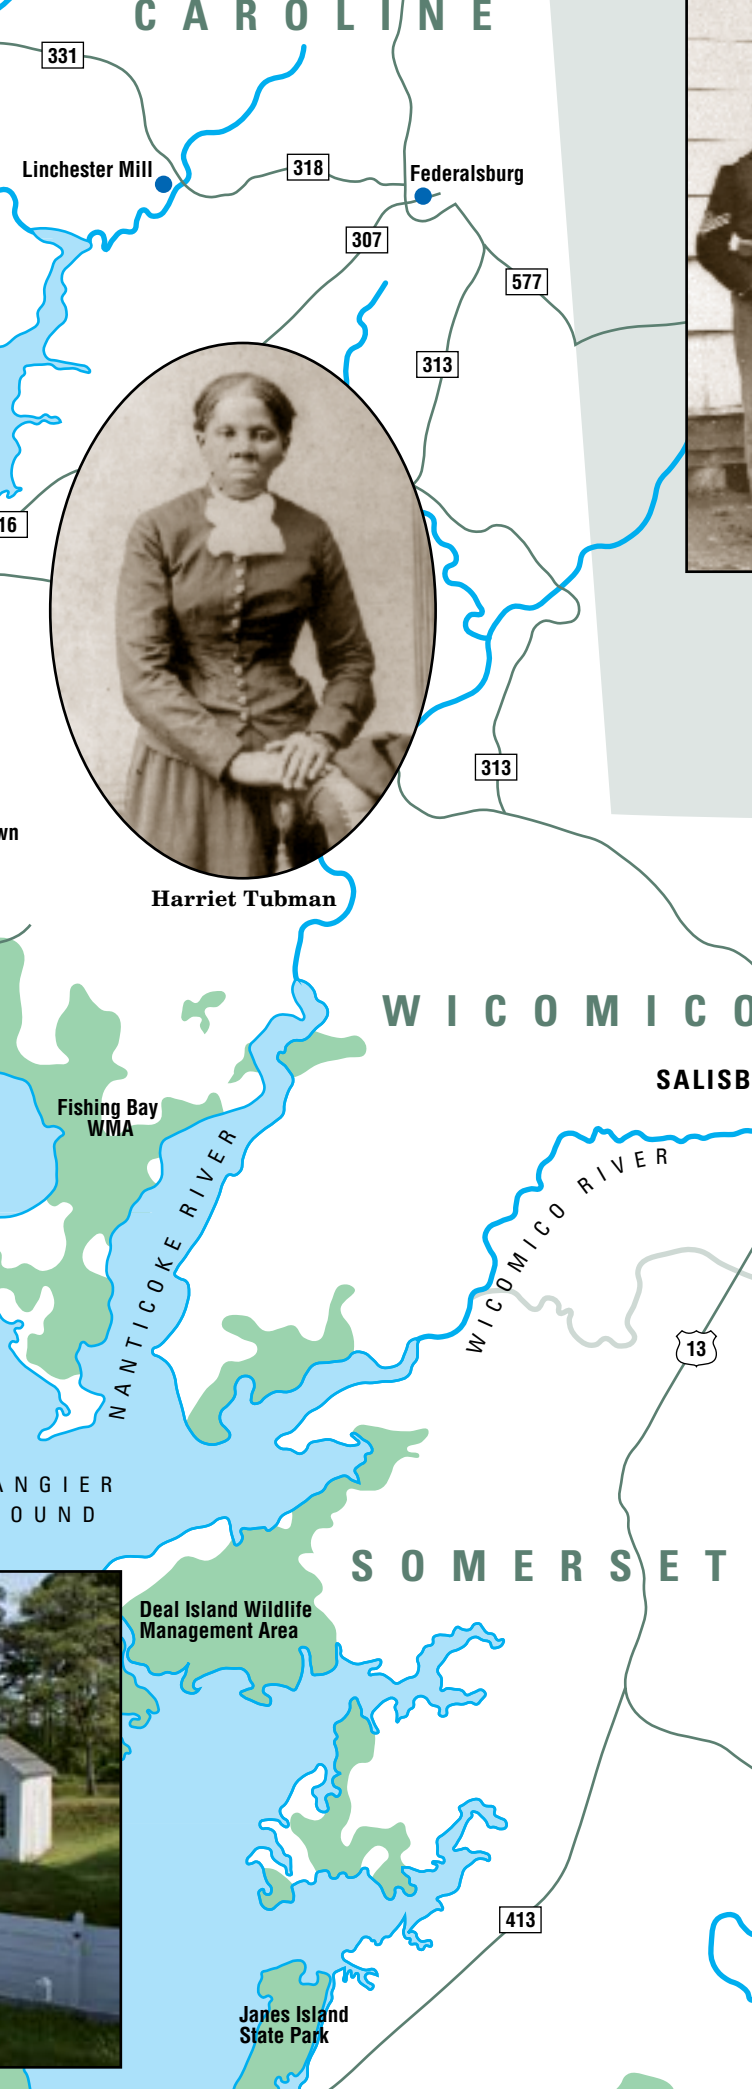 CAROLINE
331
Linchester Mill
318
Federalsburg
307
577
313
16
wn
313
Harriet Tubman
WICOMICO
SALISB
Fishing Bay
WMA
NANTICOKE RIVER
WICOMICO RIVER
13
ANGIER
OUND
SOMERSET
Deal Island Wildlife
Management Area
413
Janes Island
State Park